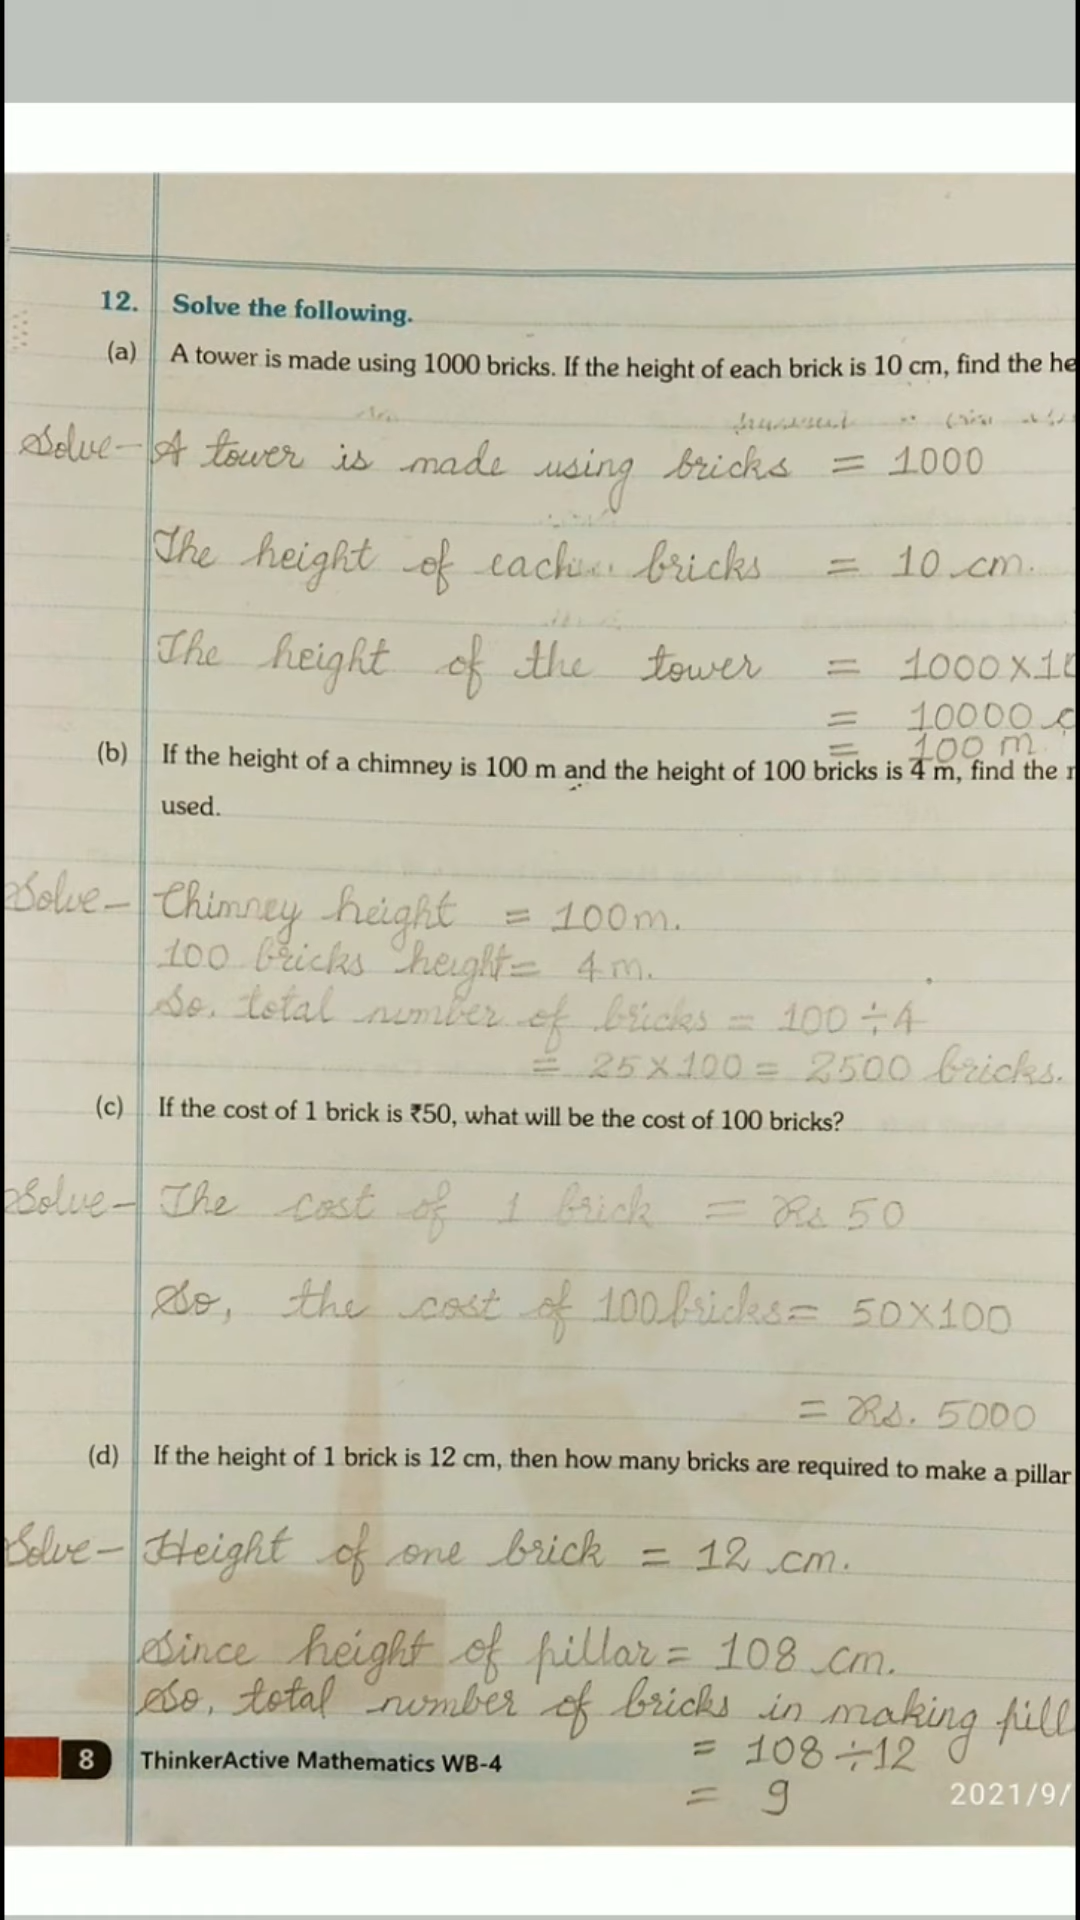 12. Solve the following.
(a) A tower is made using 1000 bricks. If the height of each brick is 10 cm, find the he
Solve- A tower is made using bricks = 1000
The height of each bricks = 10 cm.
The height of the tower = 1000 X 10
= 10000 c
= 100 m.
(b) If the height of a chimney is 100 m and the height of 100 bricks is 4 m, find the
used.
Solve- Chimney height = 100m.
100 bricks height = 4 m.
So, total number of bricks = 100 ÷ 4
= 25 X 100 = 2500 bricks.
(c) If the cost of 1 brick is ₹50, what will be the cost of 100 bricks?
Solve- The cost of 1 brick = Rs 50
So, the cost of 100 bricks = 50 X 100
= Rs. 5000
(d) If the height of 1 brick is 12 cm, then how many bricks are required to make a pillar
Solve- Height of one brick = 12 cm.
Since height of pillar = 108 cm.
So, total number of bricks in making pill
= 108 ÷ 12
= 9
8 ThinkerActive Mathematics WB-4
2021/9/